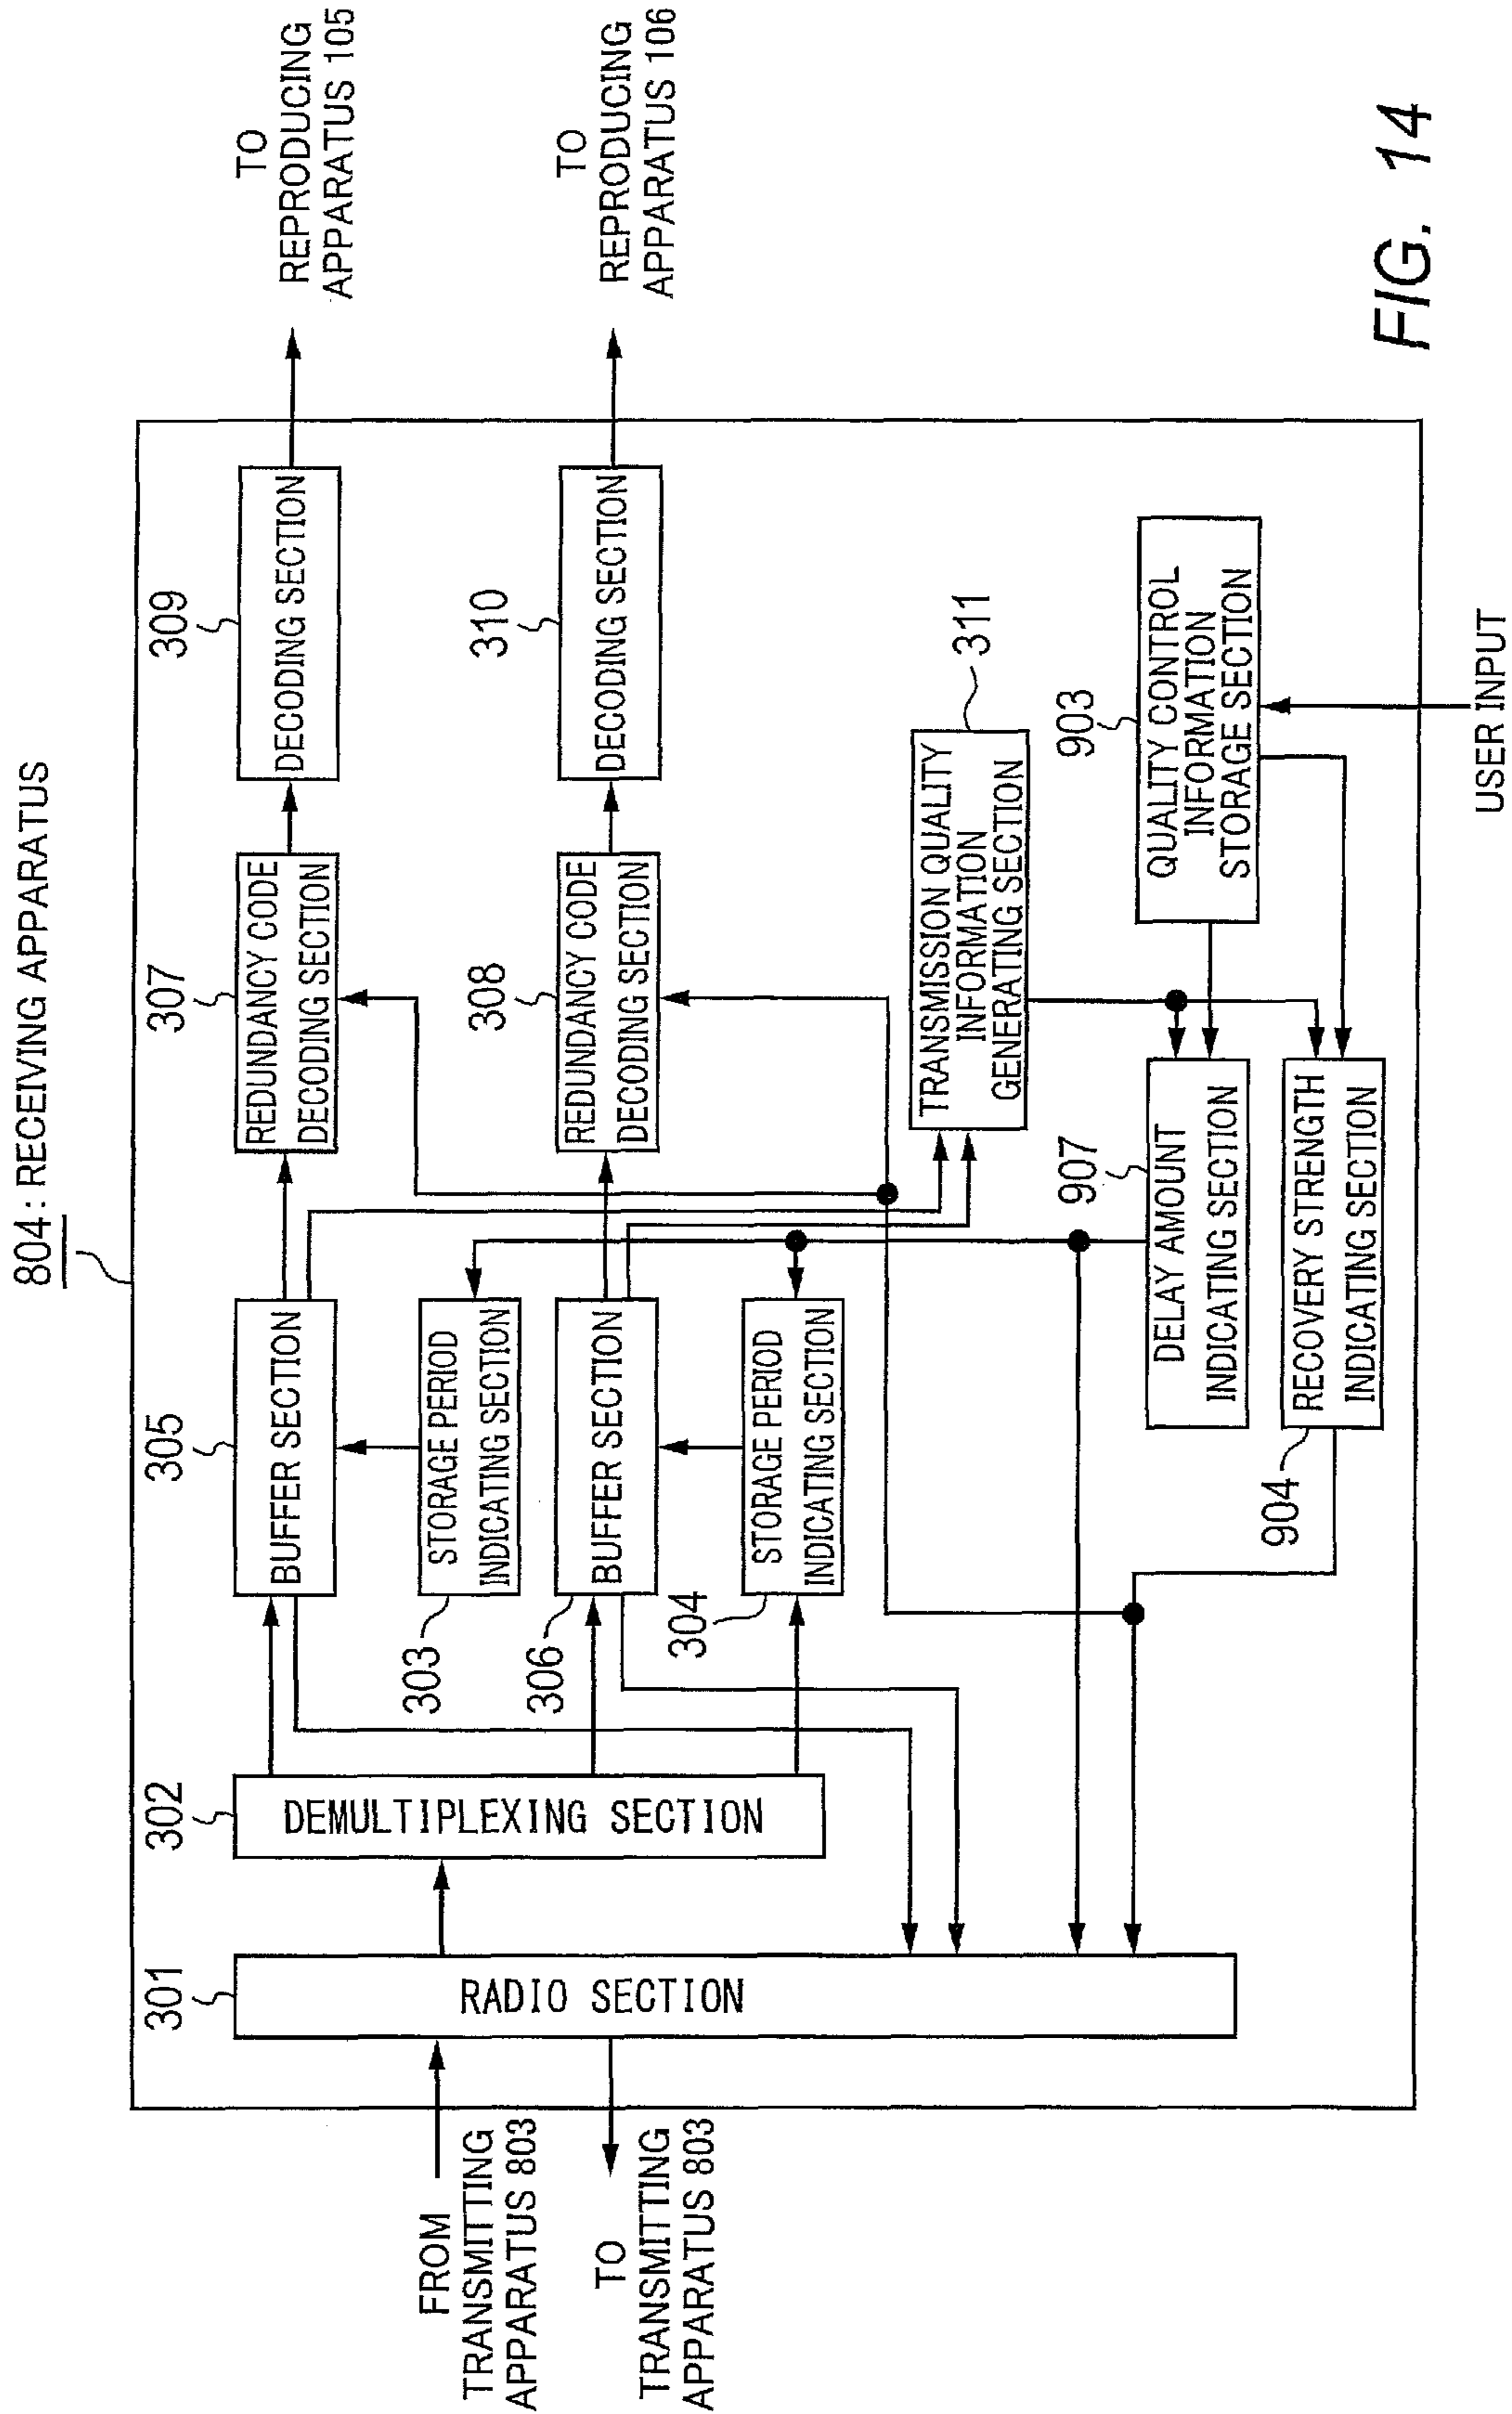 804: RECEIVING APPARATUS
FROM
TRANSMITTING
APPARATUS 803
TO
TRANSMITTING
APPARATUS 803
301
RADIO SECTION
302
DEMULTIPLEXING SECTION
305
BUFFER SECTION
303
STORAGE PERIOD
INDICATING SECTION
306
BUFFER SECTION
304
STORAGE PERIOD
INDICATING SECTION
307
REDUNDANCY CODE
DECODING SECTION
308
REDUNDANCY CODE
DECODING SECTION
309
DECODING SECTION
310
DECODING SECTION
TO
REPRODUCING
APPARATUS 105
TO
REPRODUCING
APPARATUS 106
311
TRANSMISSION QUALITY
INFORMATION
GENERATING SECTION
907
DELAY AMOUNT
INDICATING SECTION
904
RECOVERY STRENGTH
INDICATING SECTION
903
QUALITY CONTROL
INFORMATION
STORAGE SECTION
USER INPUT
FIG. 14